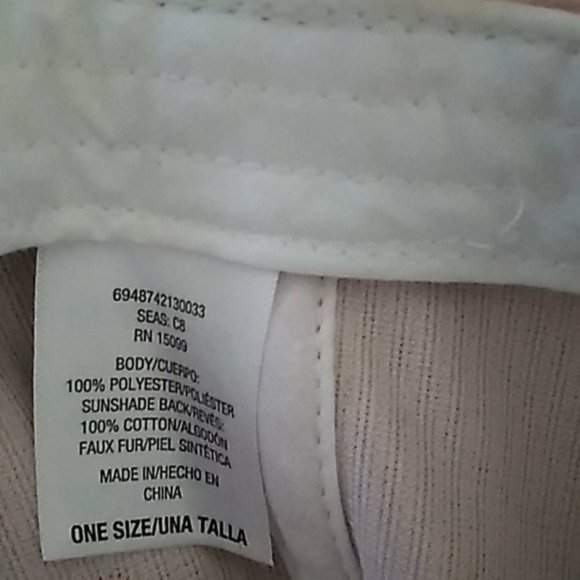 6948742130033
SEAS: C8
RN 15099
BODY/CUERPO:
100% POLYESTER/POLIÉSTER
SUNSHADE BACK/REVÉS:
100% COTTON/ALGODÓN
FAUX FUR/PIEL SINTÉTICA
MADE IN/HECHO EN
CHINA
ONE SIZE/UNA TALLA